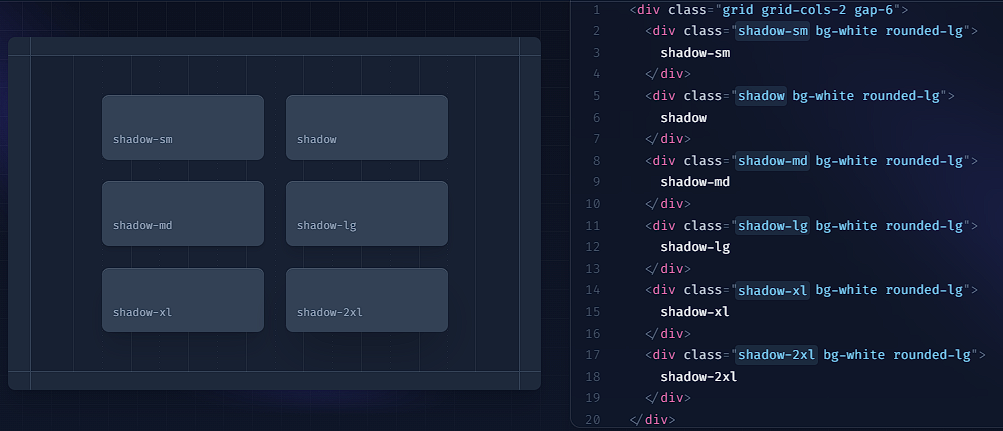 shadow-sm
shadow
shadow-md
shadow-lg
shadow-xl
shadow-2xl
1 <div class="grid grid-cols-2 gap-6">
2 <div class="shadow-sm bg-white rounded-lg">
3 shadow-sm
4 </div>
5 <div class="shadow bg-white rounded-lg">
6 shadow
7 </div>
8 <div class="shadow-md bg-white rounded-lg">
9 shadow-md
10 </div>
11 <div class="shadow-lg bg-white rounded-lg">
12 shadow-lg
13 </div>
14 <div class="shadow-xl bg-white rounded-lg">
15 shadow-xl
16 </div>
17 <div class="shadow-2xl bg-white rounded-lg">
18 shadow-2xl
19 </div>
20 </div>